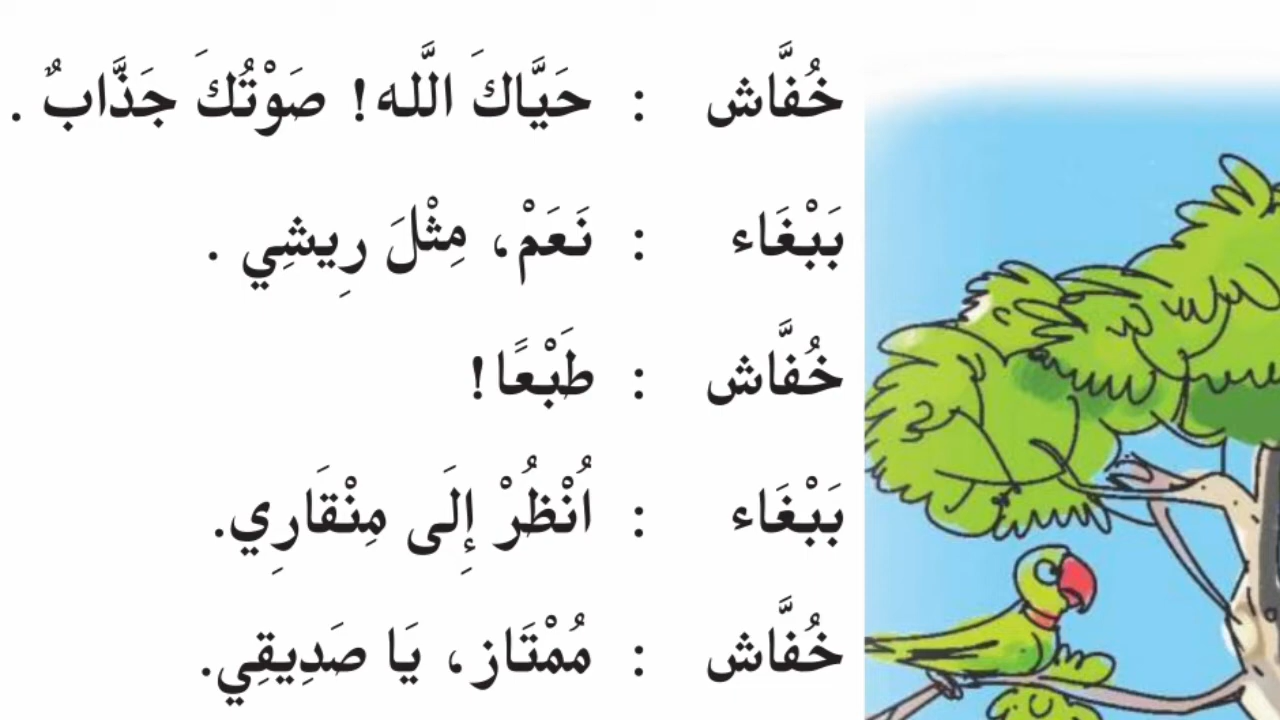 خُفَّاش : حَيَّاكَ اللَّه! صَوْتُكَ جَذَّابٌ .
بَبْغَاء : نَعَمْ، مِثْلَ رِيشِي .
خُفَّاش : طَبْعًا!
بَبْغَاء : اُنْظُرْ إِلَى مِنْقَارِي.
خُفَّاش : مُمْتَاز، يَا صَدِيقِي.